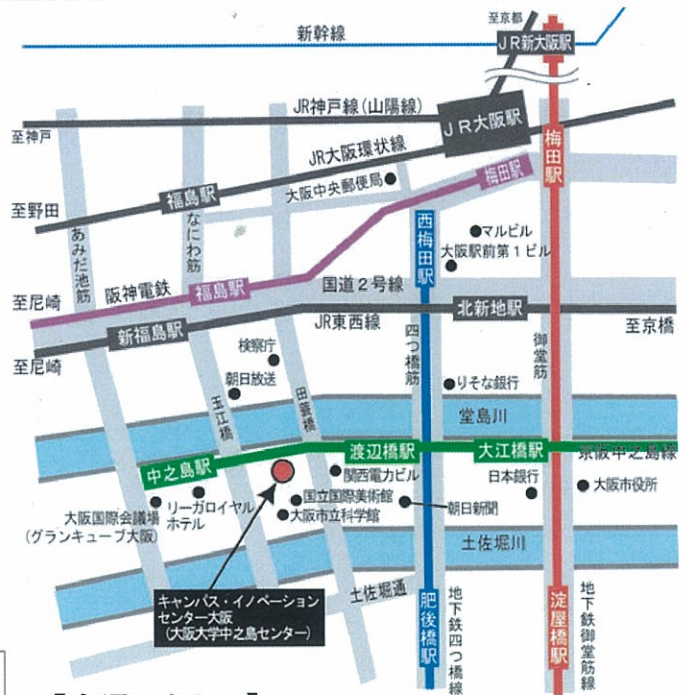 至京都
新幹線
JR新大阪駅
JR神戸線(山陽線)
JR大阪駅
至神戸
JR大阪環状線
梅田駅
大阪中央郵便局
梅田駅
福島駅
至野田
なにわ筋
あみだ池筋
西梅田駅
マルビル
大阪駅前第1ビル
国道2号線
至尼崎
阪神電鉄
福島駅
北新地駅
新福島駅
JR東西線
至京橋
至尼崎
検察庁
四つ橋筋
御堂筋
朝日放送
りそな銀行
玉江橋
田蓑橋
堂島川
渡辺橋駅
大江橋駅
京阪中之島線
中之島駅
関西電力ビル
日本銀行
大阪市役所
リーガロイヤル
ホテル
国立国際美術館
朝日新聞
大阪国際会議場
(グランキューブ大阪)
大阪市立科学館
土佐堀川
土佐堀通
キャンパス・イノベーション
センター大阪
(大阪大学中之島センター)
肥後橋駅
地下鉄四つ橋線
淀屋橋駅
地下鉄御堂筋線